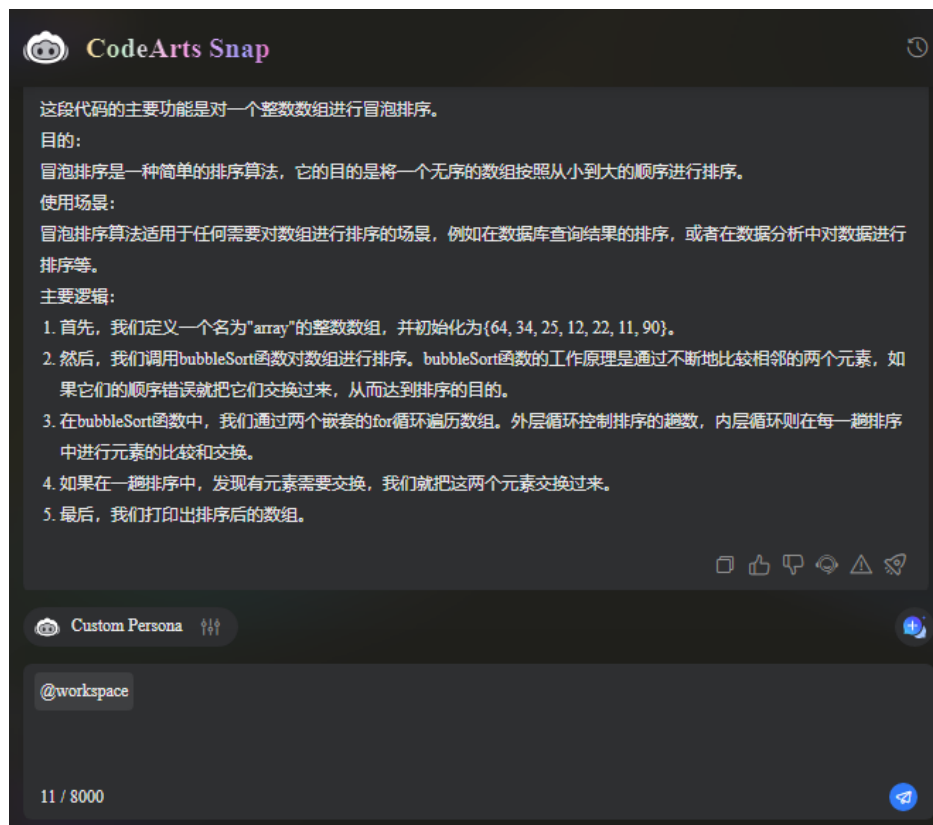 CodeArts Snap
这段代码的主要功能是对一个整数数组进行冒泡排序。
目的:
冒泡排序是一种简单的排序算法，它的目的是将一个无序的数组按照从小到大的顺序进行排序。
使用场景:
冒泡排序算法适用于任何需要对数组进行排序的场景，例如在数据库查询结果的排序，或者在数据分析中对数据进行
排序等。
主要逻辑:
1. 首先，我们定义一个名为"array"的整数数组，并初始化为{64, 34, 25, 12, 22, 11, 90}。
2. 然后，我们调用bubbleSort函数对数组进行排序。bubbleSort函数的工作原理是通过不断地比较相邻的两个元素，如
果它们的顺序错误就把它们交换过来，从而达到排序的目的。
3. 在bubbleSort函数中，我们通过两个嵌套的for循环遍历数组。外层循环控制排序的趟数，内层循环则在每一趟排序
中进行元素的比较和交换。
4. 如果在一趟排序中，发现有元素需要交换，我们就把这两个元素交换过来。
5. 最后，我们打印出排序后的数组。
Custom Persona
@workspace
11 / 8000